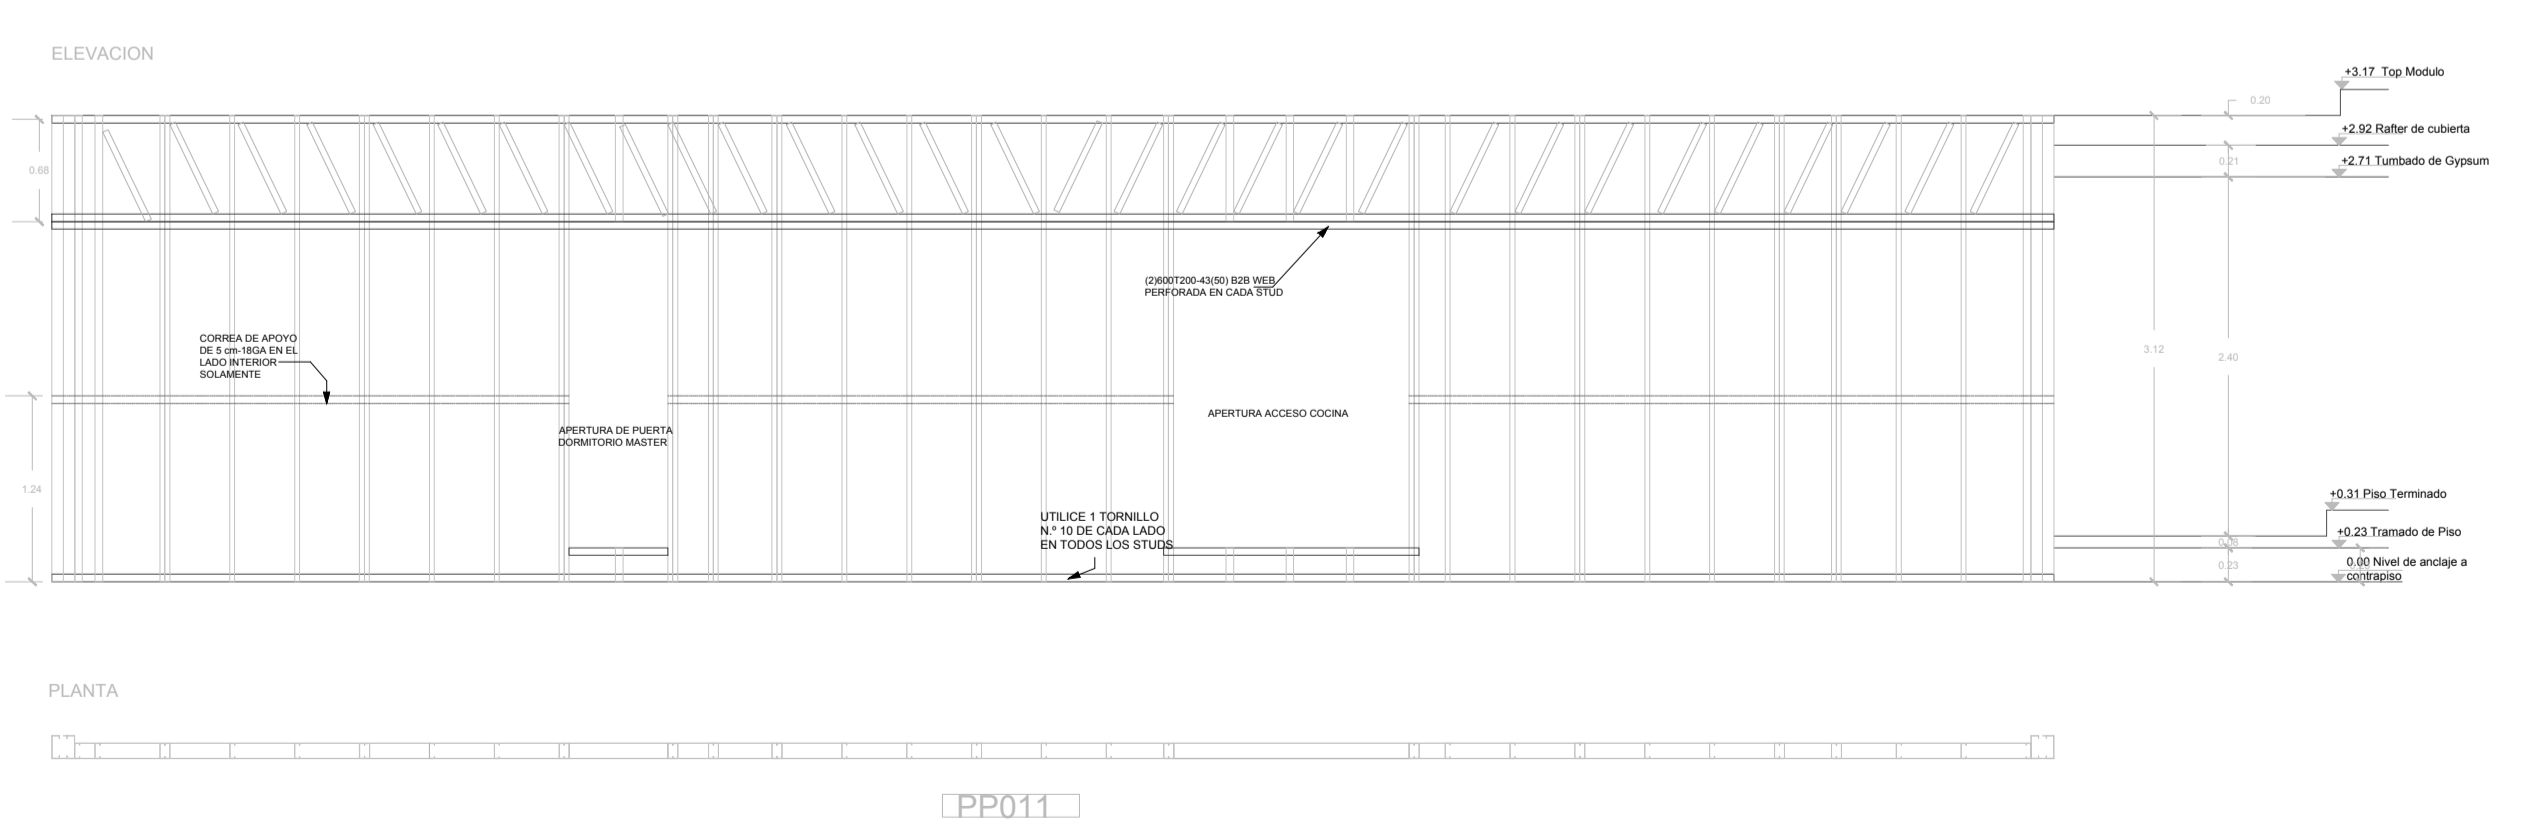 ELEVACION
+3.17 Top Modulo
0.20
+2.92 Rafter de cubierta
0.21
+2.71 Tumbado de Gypsum
0.68
(2)600T200-43(50) B2B WEB
PERFORADA EN CADA STUD
CORREA DE APOYO
DE 5 cm-18GA EN EL
LADO INTERIOR
SOLAMENTE
3.12
2.40
APERTURA ACCESO COCINA
APERTURA DE PUERTA
DORMITORIO MASTER
1.24
+0.31 Piso Terminado
UTILICE 1 TORNILLO
N.º 10 DE CADA LADO
EN TODOS LOS STUDS
+0.23 Tramado de Piso
0.08
0.23
0.00 Nivel de anclaje a
contrapiso
PLANTA
PP011